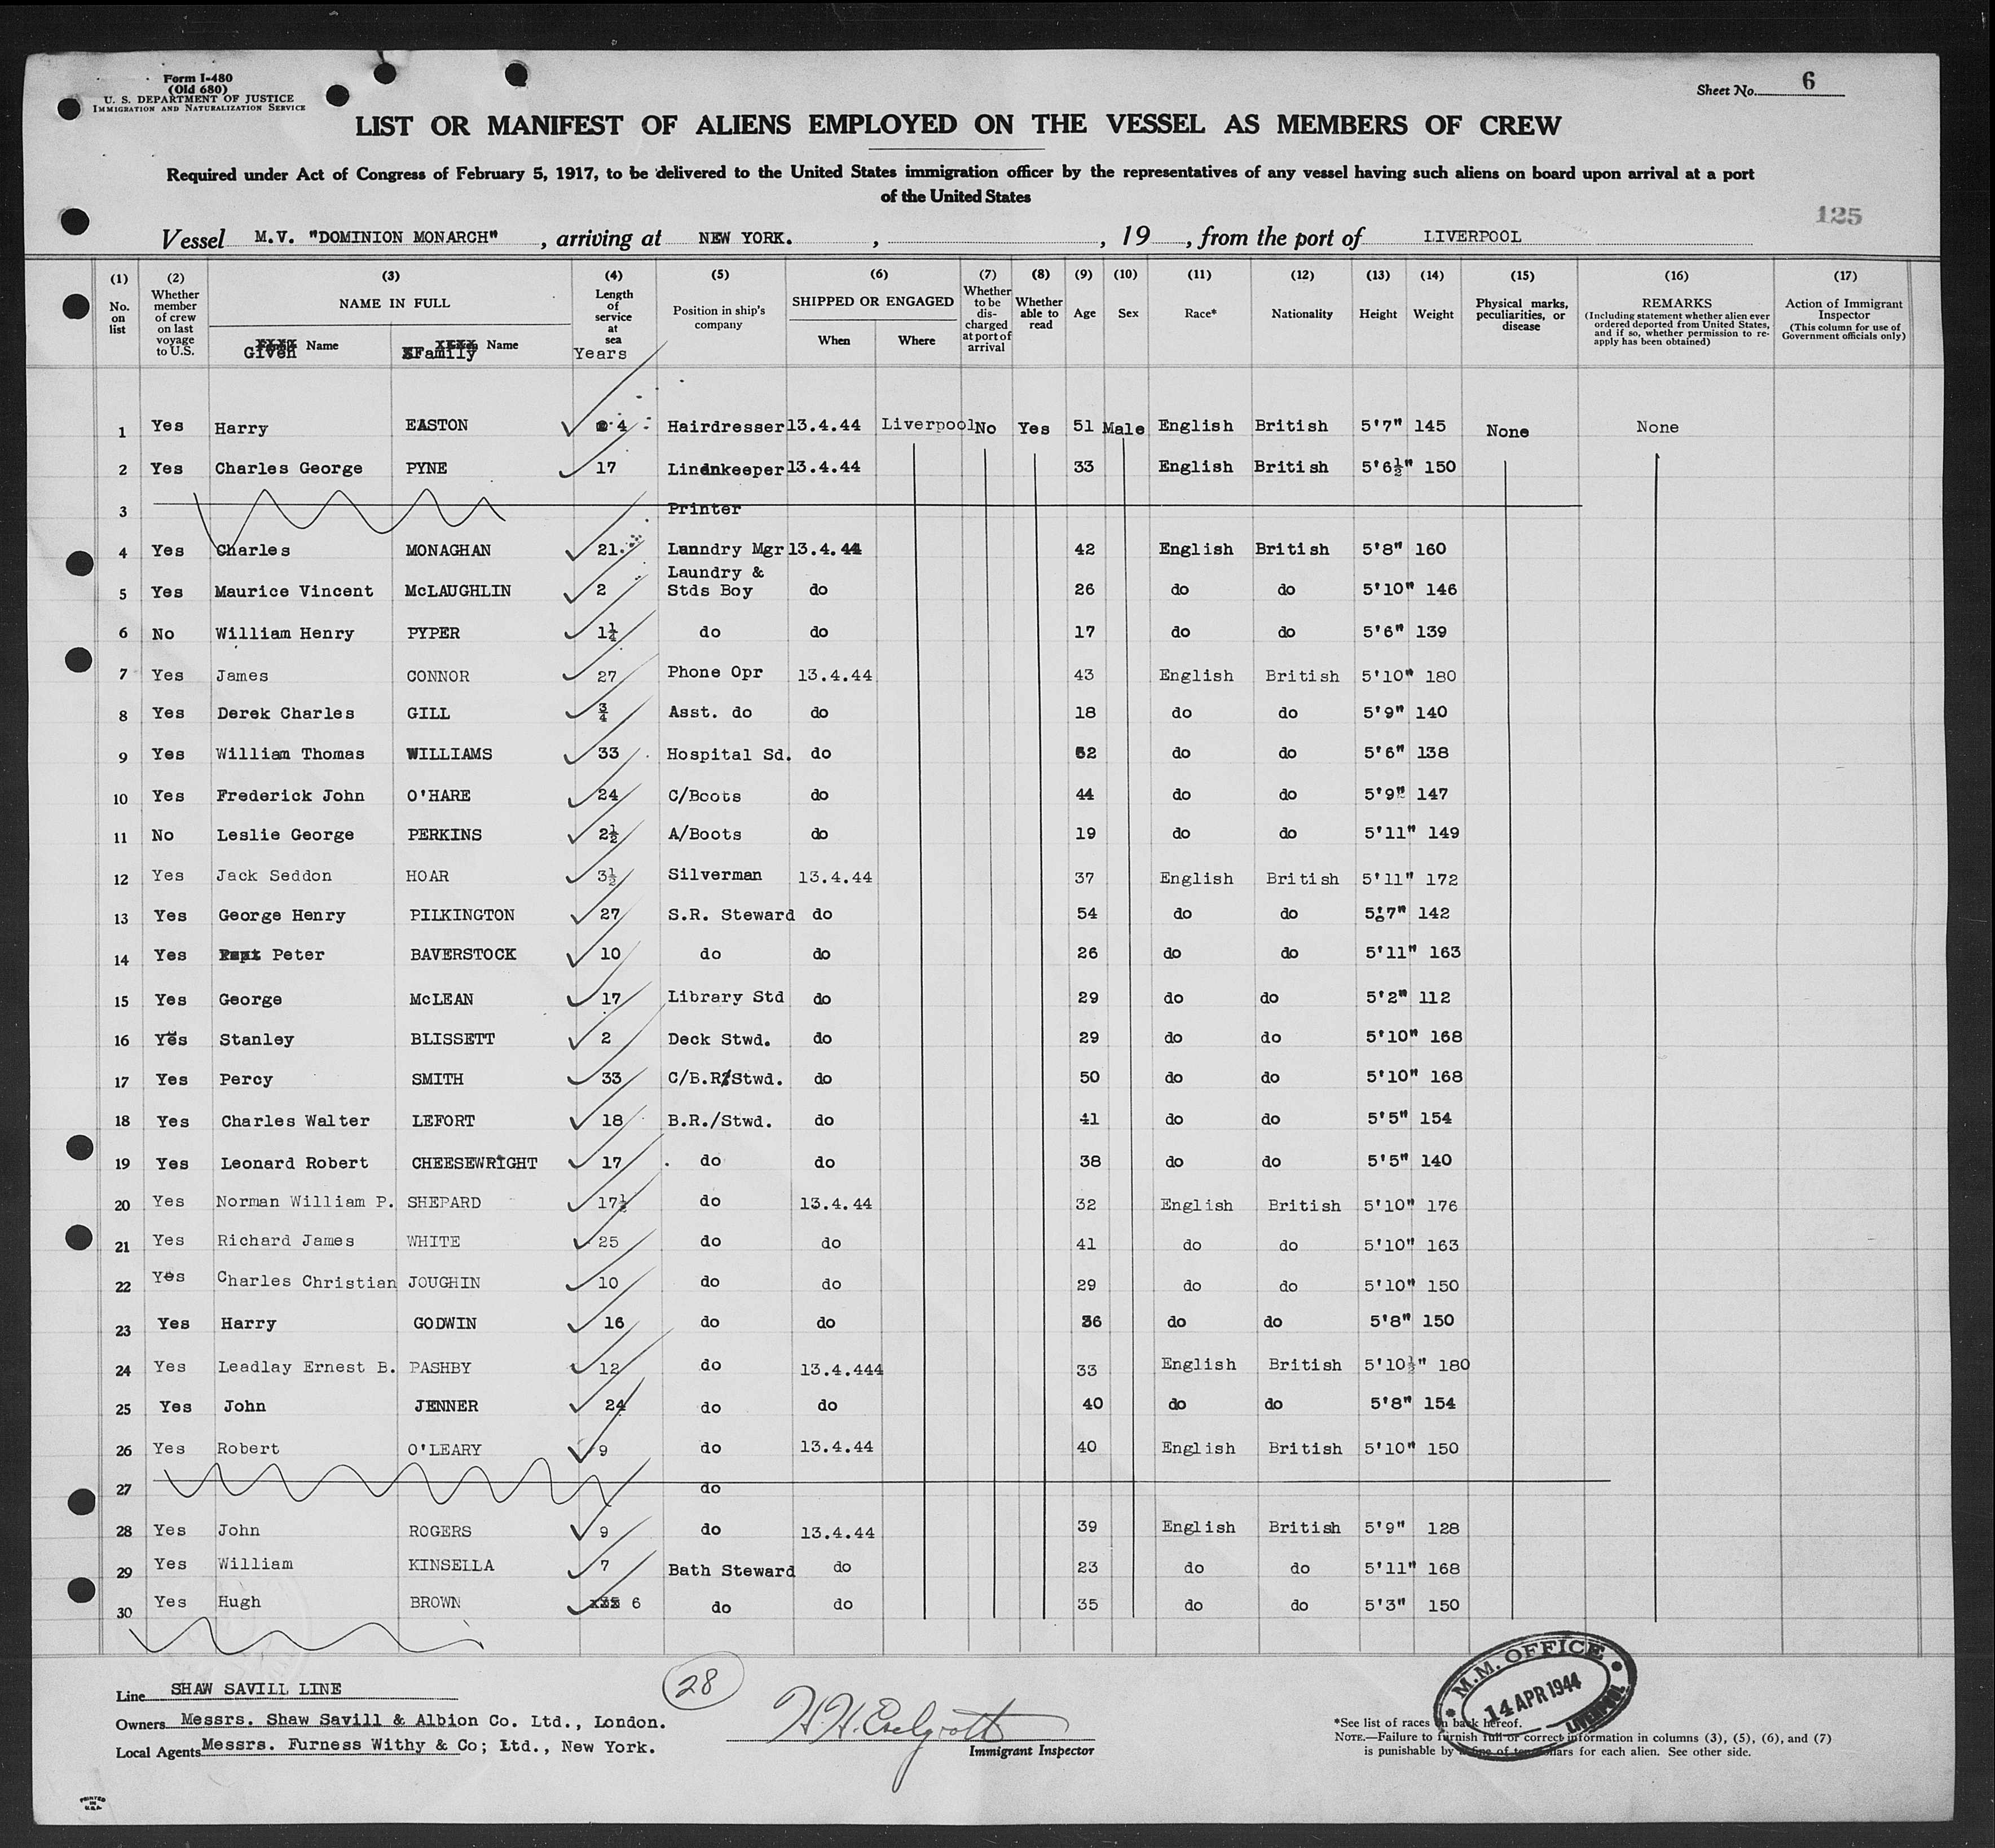 Form I-480
(Old 680)
U. S. DEPARTMENT OF JUSTICE
IMMIGRATION AND NATURALIZATION SERVICE
Sheet No. 6
LIST OR MANIFEST OF ALIENS EMPLOYED ON THE VESSEL AS MEMBERS OF CREW
Required under Act of Congress of February 5, 1917, to be delivered to the United States immigration officer by the representatives of any vessel having such aliens on board upon arrival at a port
of the United States
125
Vessel M.V. "DOMINION MONARCH" , arriving at NEW YORK. , , 19 , from the port of LIVERPOOL
(1) No. on list
(2) Whether member of crew on last voyage to U.S.
(3) NAME IN FULL
Given Name
Family Name
(4) Length of service at sea Years
(5) Position in ship's company
(6) SHIPPED OR ENGAGED
When
Where
(7) Whether to be discharged at port of arrival
(8) Whether able to read
(9) Age
(10) Sex
(11) Race*
(12) Nationality
(13) Height
(14) Weight
(15) Physical marks, peculiarities, or disease
(16) REMARKS
(Including statement whether alien ever ordered deported from United States, and if so, whether permission to reapply has been obtained)
(17) Action of Immigrant Inspector
(This column for use of Government officials only)
1 Yes Harry EASTON 4 Hairdresser 13.4.44 Liverpool No Yes 51 Male English British 5'7" 145 None None
2 Yes Charles George PYNE 17 Linenkeeper 13.4.44 33 English British 5'6½" 150
3 Printer
4 Yes Charles MONAGHAN 21 Laundry Mgr 13.4.44 42 English British 5'8" 160
5 Yes Maurice Vincent McLAUGHLIN 2 Laundry & Stds Boy do 26 do do 5'10" 146
6 No William Henry PYPER 1¼ do do 17 do do 5'6" 139
7 Yes James CONNOR 27 Phone Opr 13.4.44 43 English British 5'10" 180
8 Yes Derek Charles GILL ¾ Asst. do do 18 do do 5'9" 140
9 Yes William Thomas WILLIAMS 33 Hospital Sd. do 52 do do 5'6" 138
10 Yes Frederick John O'HARE 24 C/Boots do 44 do do 5'9" 147
11 No Leslie George PERKINS 2½ A/Boots do 19 do do 5'11" 149
12 Yes Jack Seddon HOAR 3½ Silverman 13.4.44 37 English British 5'11" 172
13 Yes George Henry PILKINGTON 27 S.R. Steward do 54 do do 5'7" 142
14 Yes Peter BAVERSTOCK 10 do do 26 do do 5'11" 163
15 Yes George McLEAN 17 Library Std do 29 do do 5'2" 112
16 Yes Stanley BLISSETT 2 Deck Stwd. do 29 do do 5'10" 168
17 Yes Percy SMITH 33 C/B.R/Stwd. do 50 do do 5'10" 168
18 Yes Charles Walter LEFORT 18 B.R./Stwd. do 41 do do 5'5" 154
19 Yes Leonard Robert CHEESEWRIGHT 17 do do 38 do do 5'5" 140
20 Yes Norman William P. SHEPARD 17½ do 13.4.44 32 English British 5'10" 176
21 Yes Richard James WHITE 25 do do 41 do do 5'10" 163
22 Yes Charles Christian JOUGHIN 10 do do 29 do do 5'10" 150
23 Yes Harry GODWIN 16 do do 36 do do 5'8" 150
24 Yes Leadlay Ernest B. PASHBY 12 do 13.4.444 33 English British 5'10½" 180
25 Yes John JENNER 24 do do 40 do do 5'8" 154
26 Yes Robert O'LEARY 9 do 13.4.44 40 English British 5'10" 150
27 do
28 Yes John ROGERS 9 do 13.4.44 39 English British 5'9" 128
29 Yes William KINSELLA 7 Bath Steward do 23 do do 5'11" 168
30 Yes Hugh BROWN 6 do do 35 do do 5'3" 150
Line SHAW SAVILL LINE
28
Owners Messrs. Shaw Savill & Albion Co. Ltd., London.
Local Agents Messrs. Furness Withy & Co; Ltd., New York.
Immigrant Inspector
M.M. OFFICE
14 APR 1944
LIVERPOOL
*See list of races on back hereof.
NOTE.—Failure to furnish full or correct information in columns (3), (5), (6), and (7)
is punishable by a fine of ten dollars for each alien. See other side.
PRINTED
IN
U.S.A.